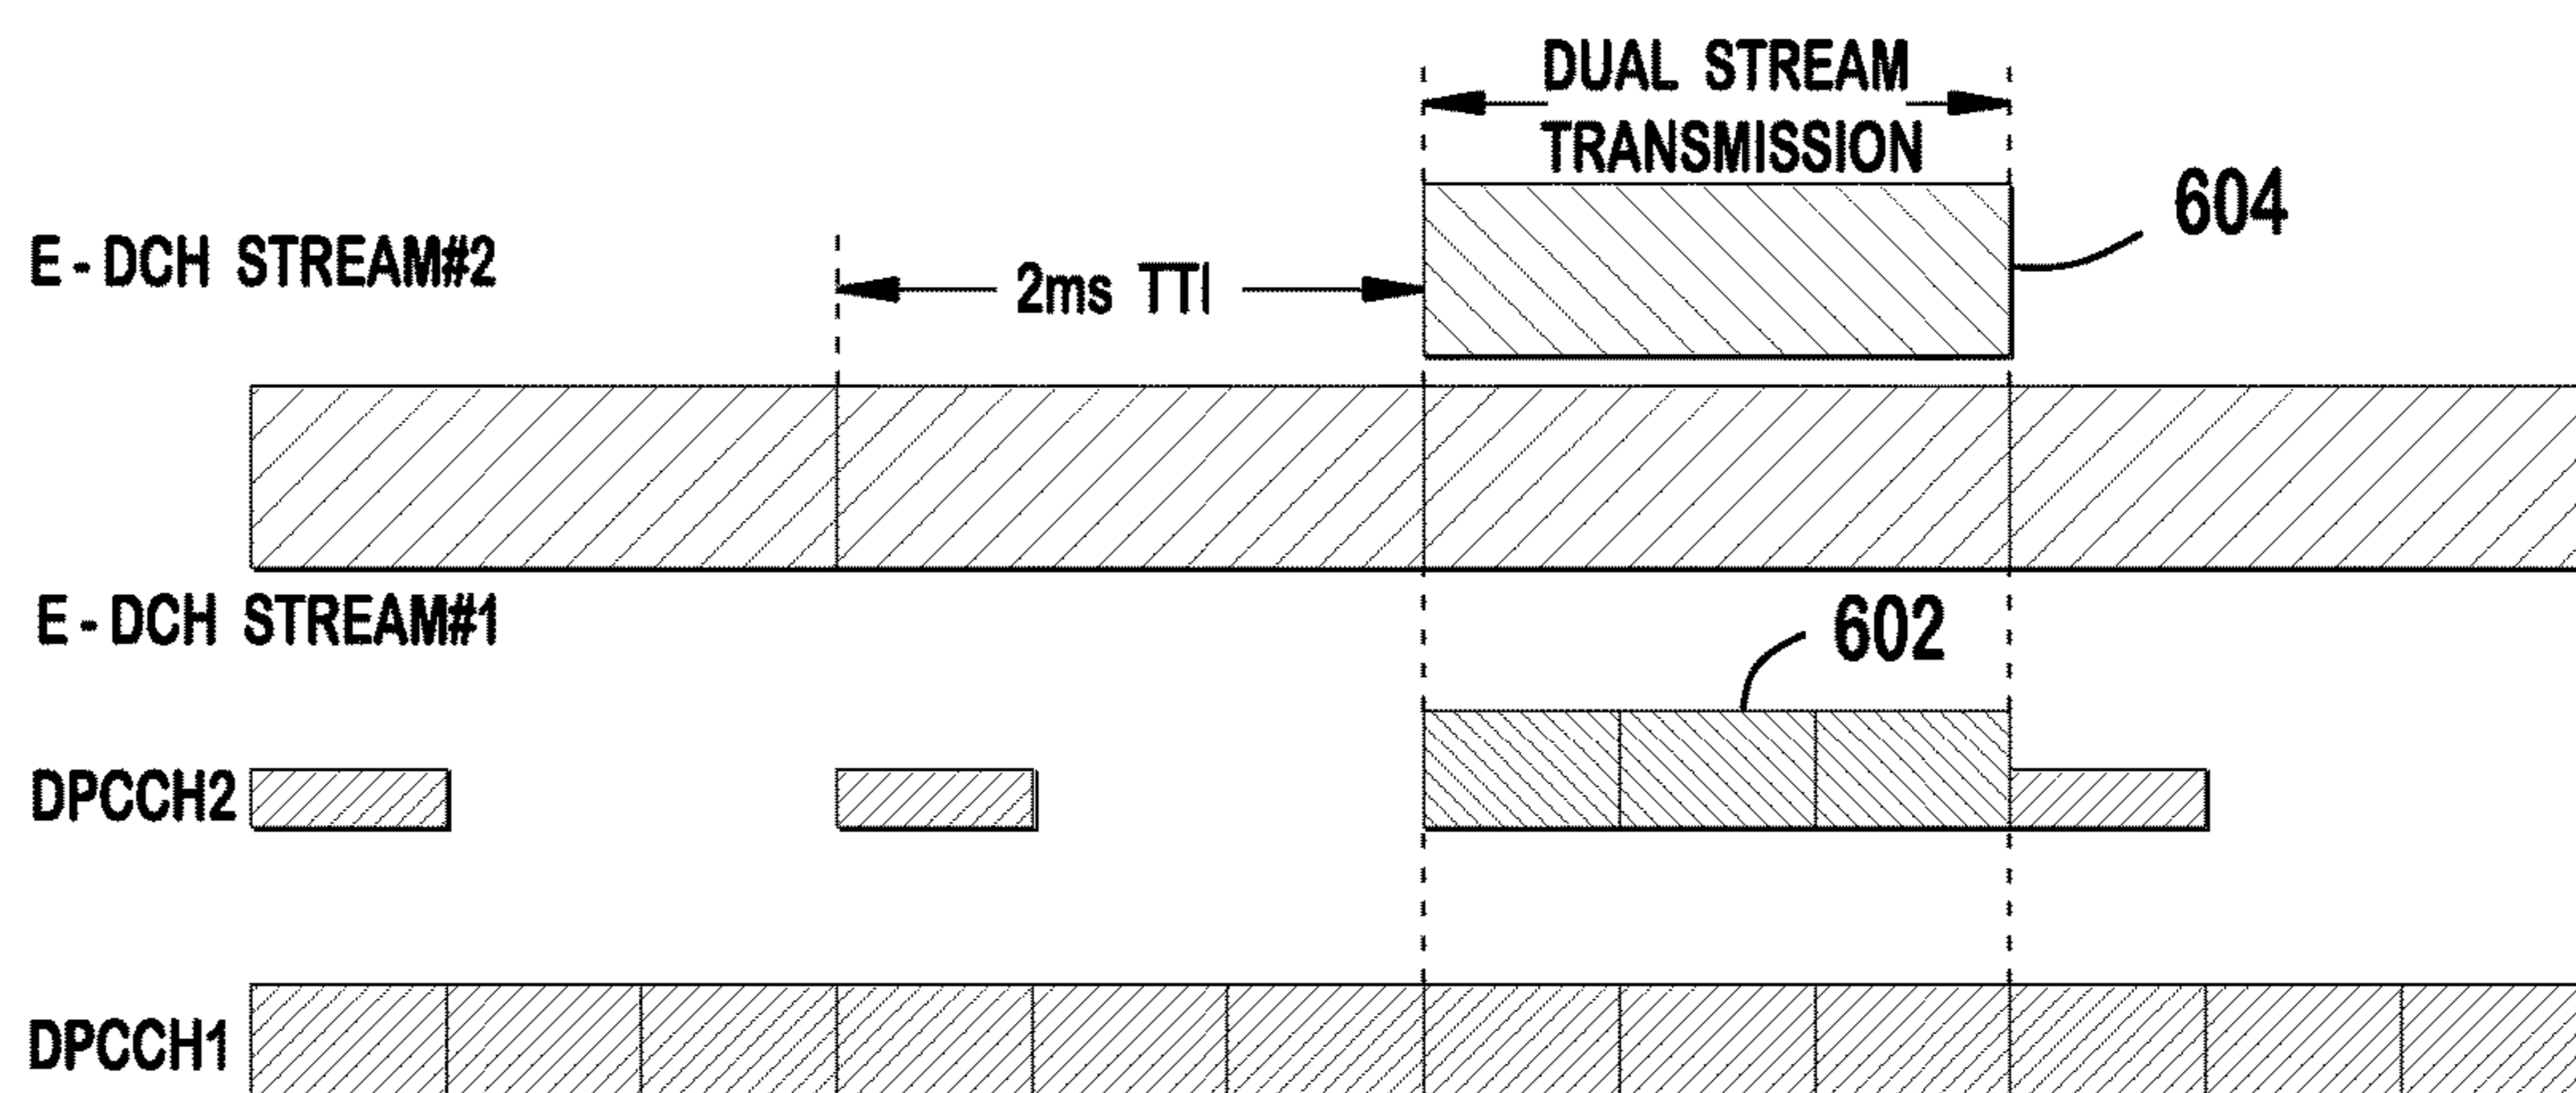 DUAL STREAM
TRANSMISSION
604
E - DCH STREAM#2
2ms TTI
E - DCH STREAM#1
602
DPCCH2
DPCCH1